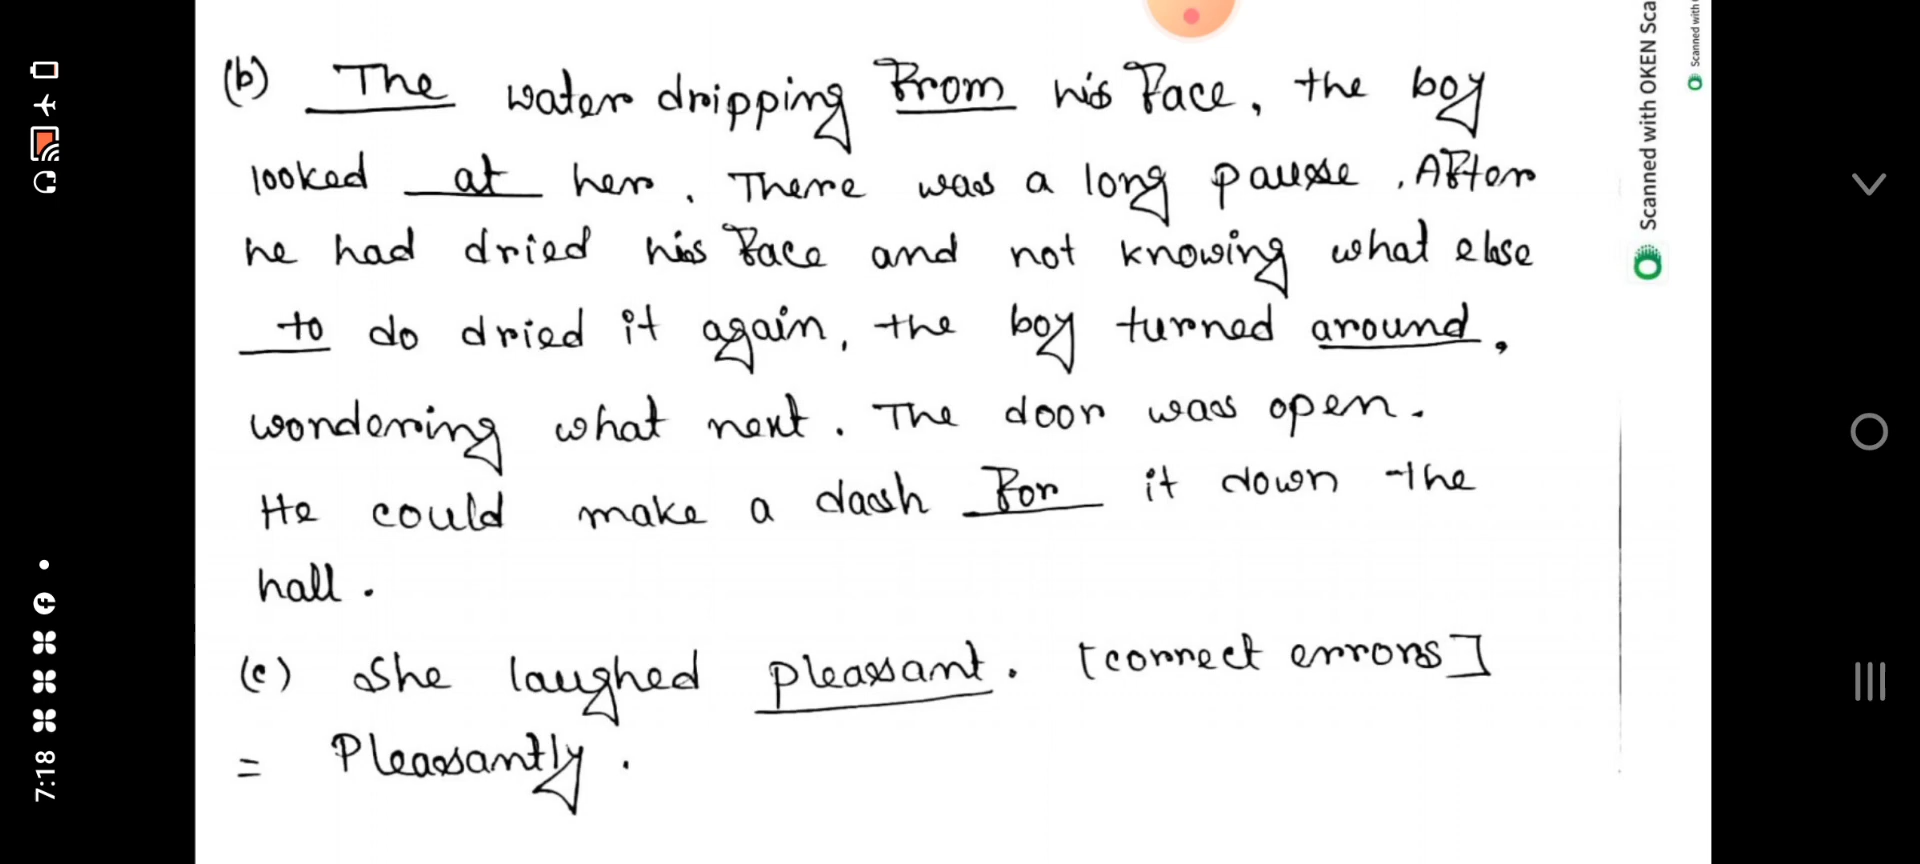 (b) The water dripping From his Face, the boy
looked at her. There was a long pause. After
he had dried his Face and not knowing what else
to do dried it again, the boy turned around,
wondering what next. The door was open.
He could make a dash For it down the
hall.
(c) She laughed pleasant. [correct errors]
= Pleasantly.
Scanned with OKEN Sca
Scanned with
7:18